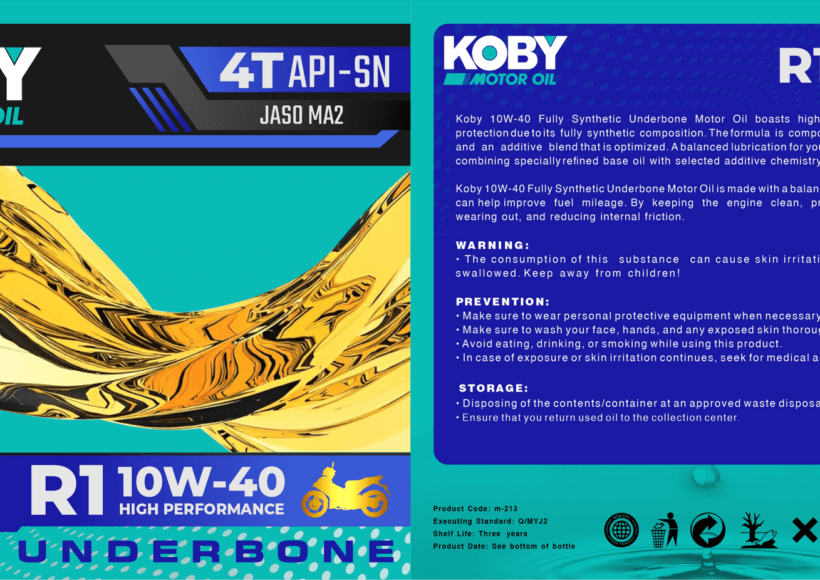 Y
OIL
4T API-SN
JASO MA2
R1 10W-40
HIGH PERFORMANCE
UNDERBONE
KOBY
MOTOR OIL
R1
Koby 10W-40 Fully Synthetic Underbone Motor Oil boasts high
protection due to its fully synthetic composition. The formula is compo
and an additive blend that is optimized. A balanced lubrication for you
combining specially refined base oil with selected additive chemistry
Koby 10W-40 Fully Synthetic Underbone Motor Oil is made with a balan
can help improve fuel mileage. By keeping the engine clean, pr
wearing out, and reducing internal friction.
WARNING:
• The consumption of this substance can cause skin irritati
swallowed. Keep away from children!
PREVENTION:
• Make sure to wear personal protective equipment when necessary
• Make sure to wash your face, hands, and any exposed skin thoroug
• Avoid eating, drinking, or smoking while using this product.
• In case of exposure or skin irritation continues, seek for medical a
STORAGE:
• Disposing of the contents/container at an approved waste disposa
• Ensure that you return used oil to the collection center.
Product Code: m-213
Executing Standard: Q/MYJ2
Shelf Life: Three years
Product Date: See bottom of bottle